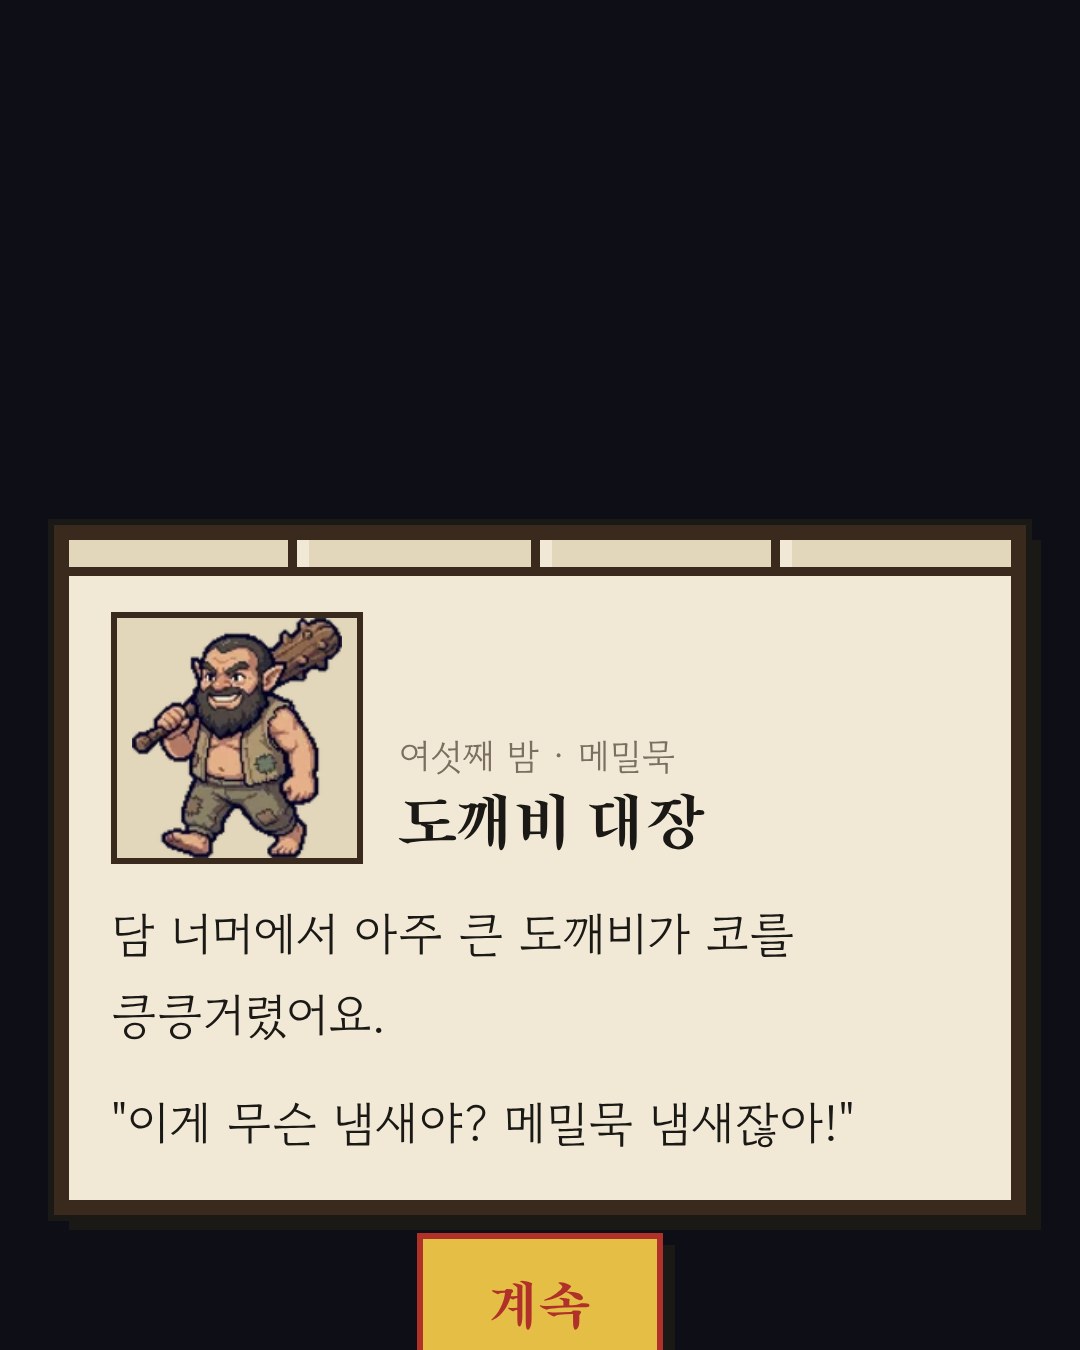 여섯째 밤 · 메밀묵
도깨비 대장
담 너머에서 아주 큰 도깨비가 코를
킁킁거렸어요.
"이게 무슨 냄새야? 메밀묵 냄새잖아!"
계속